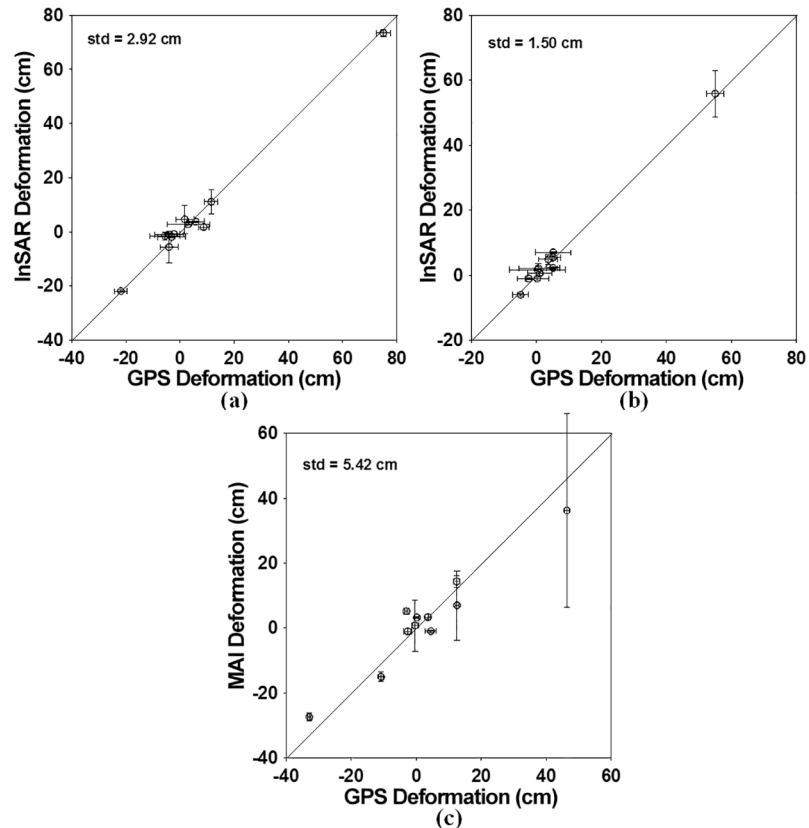 80
60
40
20
0
-20
-40
std = 2.92 cm
InSAR Deformation (cm)
-40 -20 0 20 40 60 80
GPS Deformation (cm)
(a)
80
60
40
20
0
-20
std = 1.50 cm
InSAR Deformation (cm)
-20 0 20 40 60 80
GPS Deformation (cm)
(b)
60
40
20
0
-20
-40
std = 5.42 cm
MAI Deformation (cm)
-40 -20 0 20 40 60
GPS Deformation (cm)
(c)